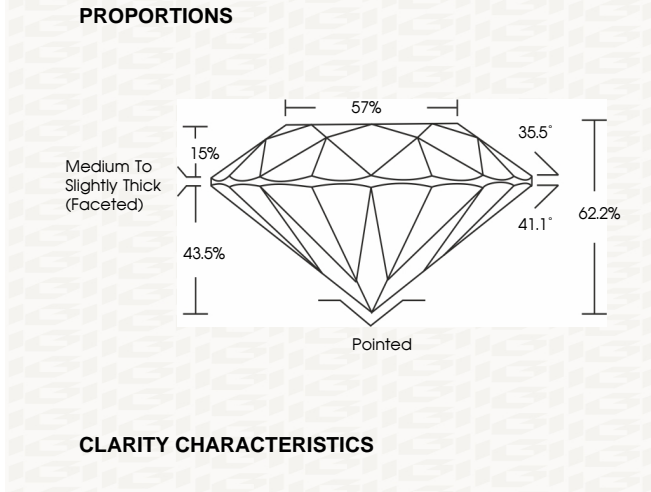 PROPORTIONS
57%
35.5°
15%
Medium To
Slightly Thick
(Faceted)
62.2%
41.1°
43.5%
Pointed
CLARITY CHARACTERISTICS